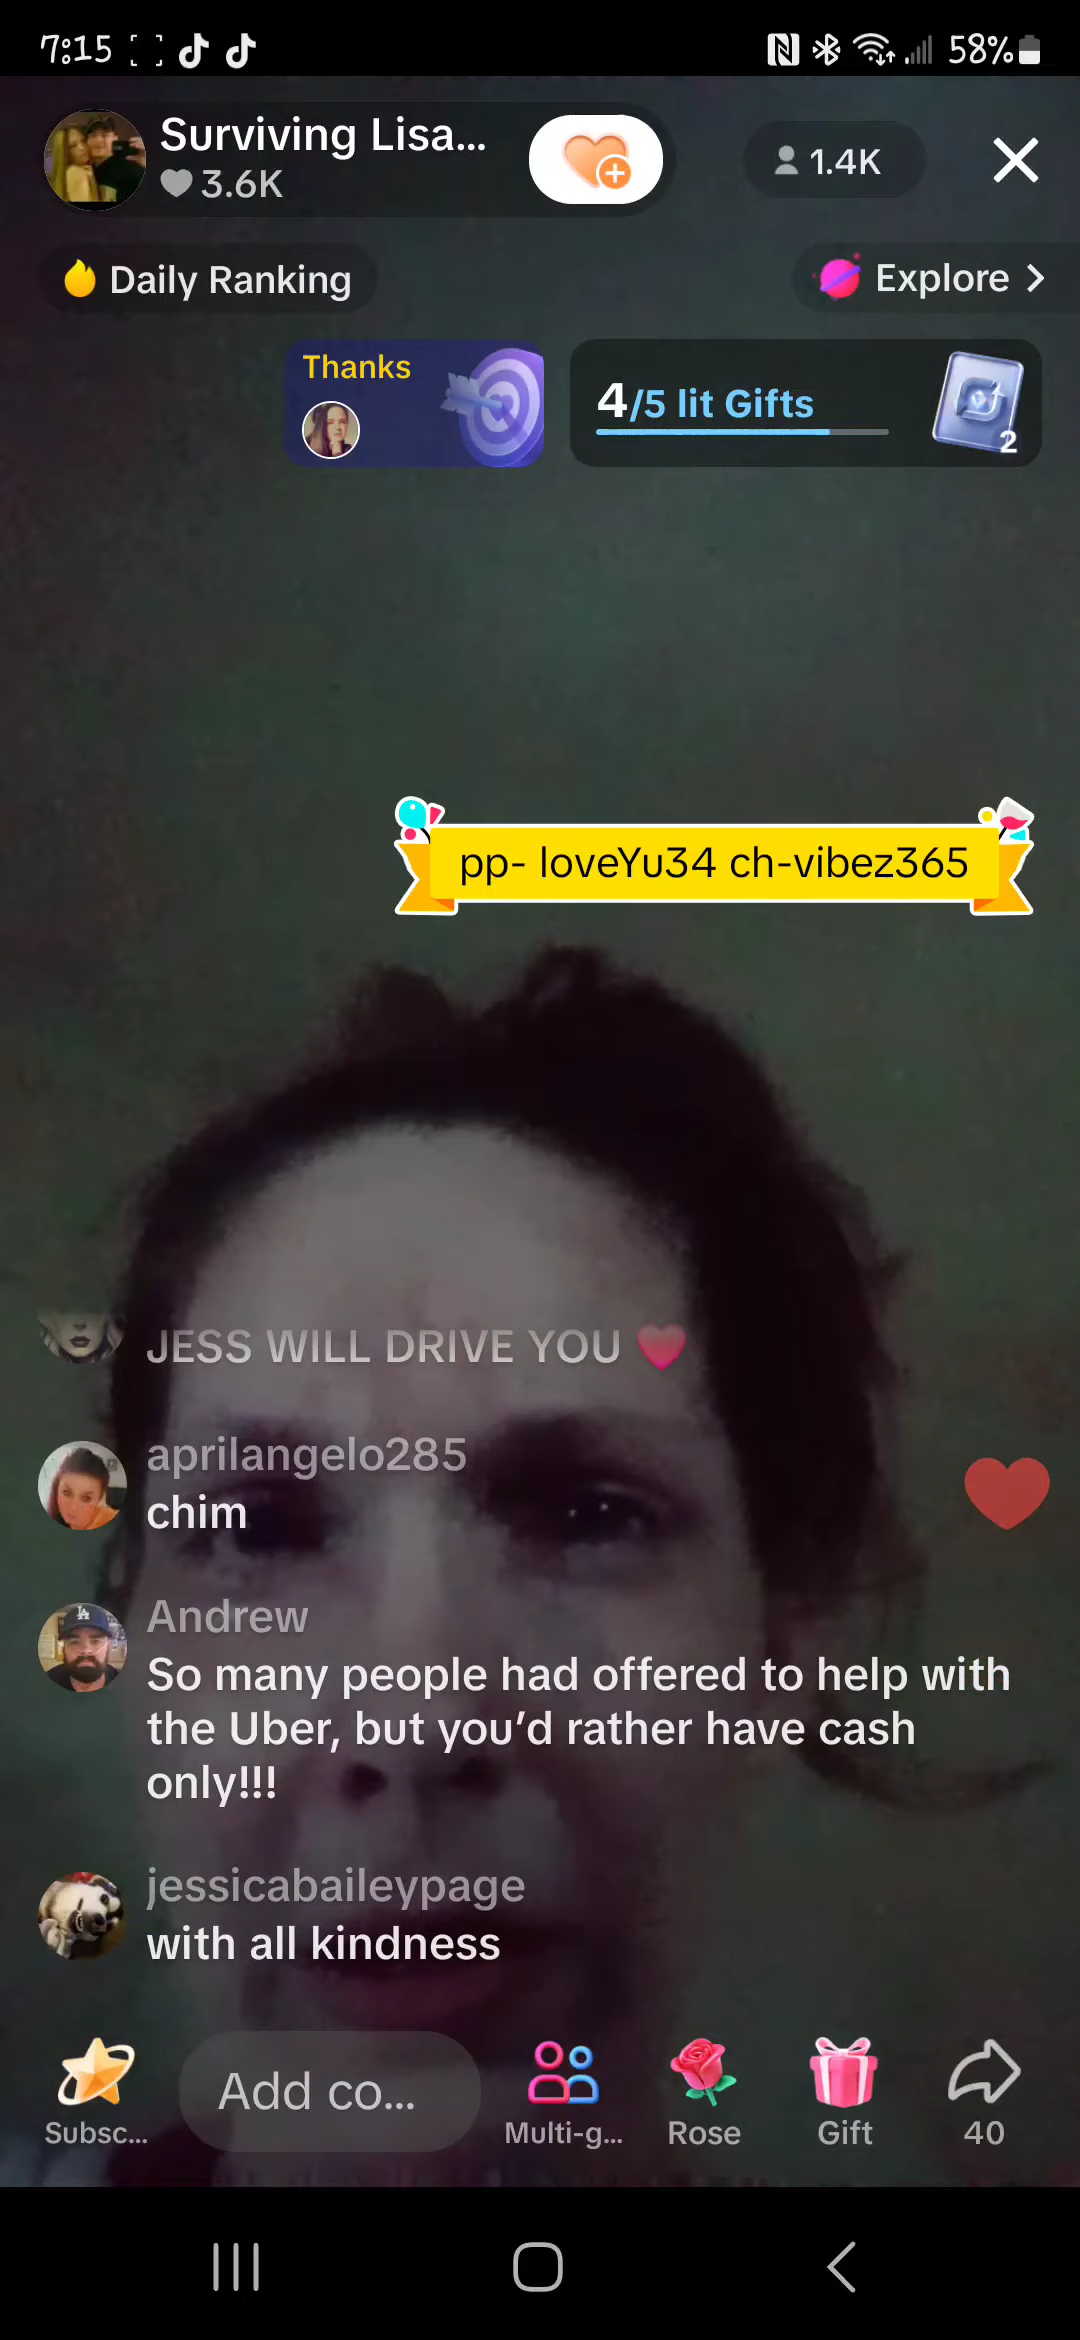 7:15
58%
Surviving Lisa...
3.6K
1.4K
Daily Ranking
Explore
Thanks
4/5 lit Gifts
2
pp- loveYu34 ch-vibez365
JESS WILL DRIVE YOU
aprilangelo285
chim
LA
Andrew
So many people had offered to help with
the Uber, but you’d rather have cash
only!!!
jessicabaileypage
with all kindness
Add co...
Subsc...
Multi-g...
Rose
Gift
40